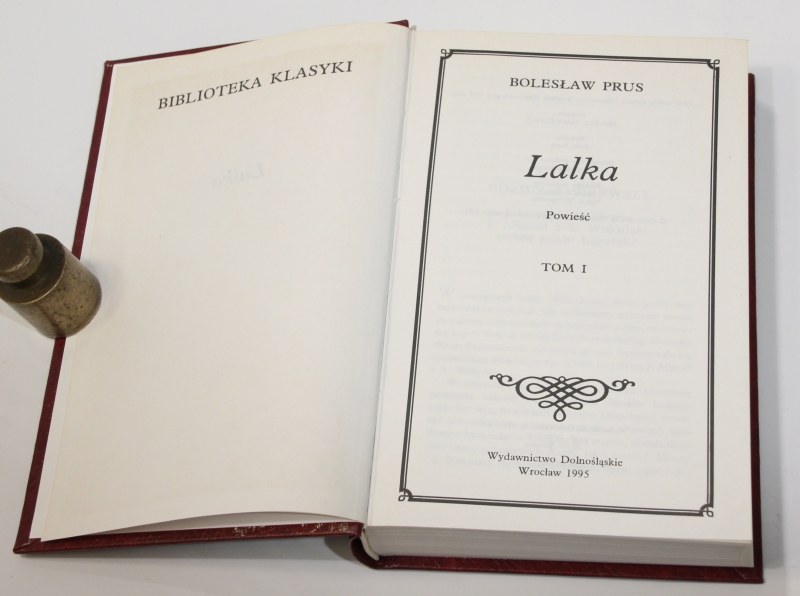 BIBLIOTEKA KLASYKI
BOLESŁAW PRUS
Lalka
Powieść
TOM I
Wydawnictwo Dolnośląskie
Wrocław 1995